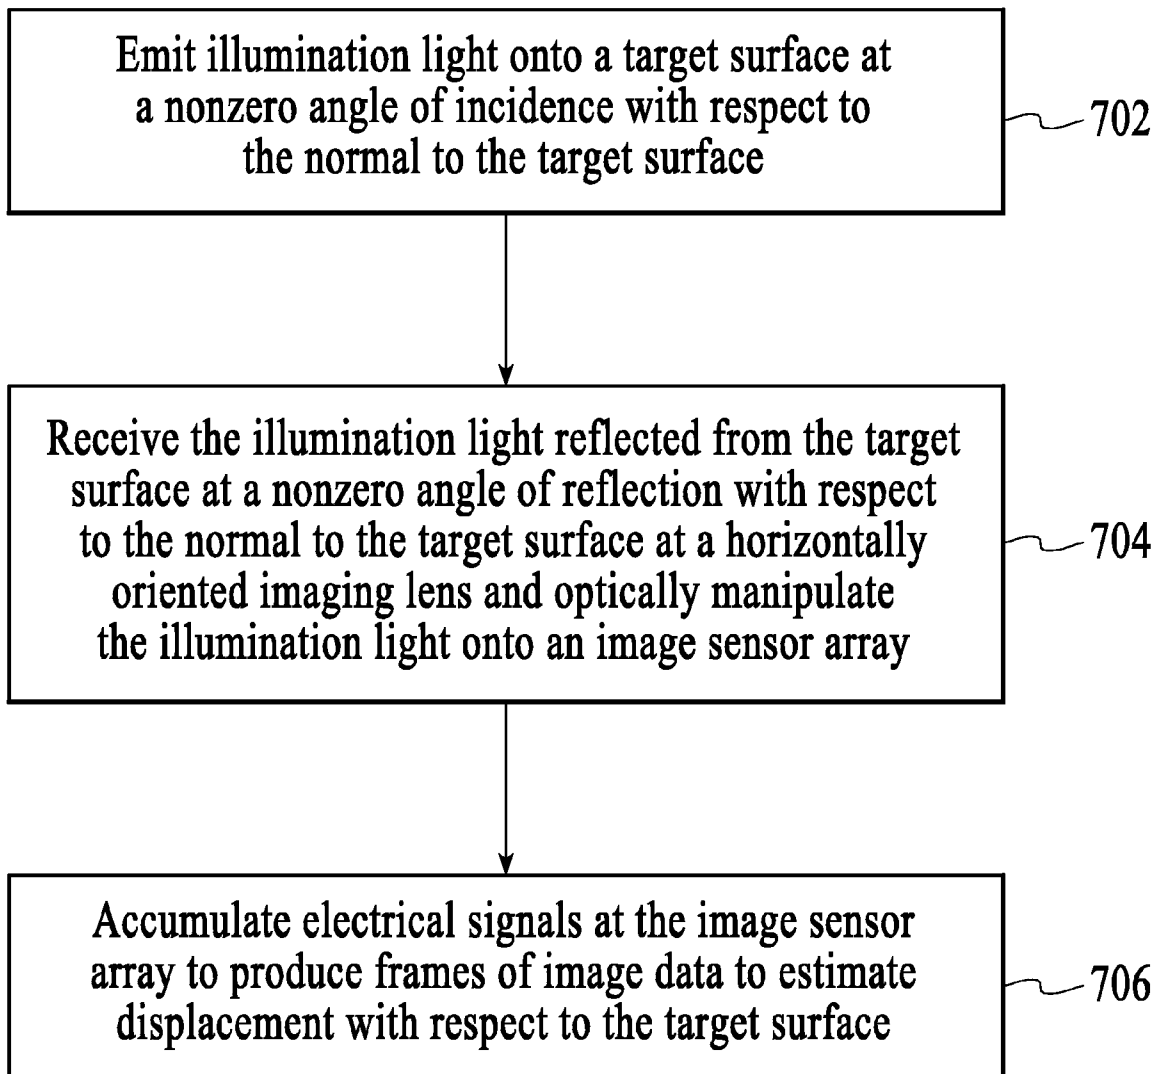 Emit illumination light onto a target surface at
a nonzero angle of incidence with respect to
the normal to the target surface
702
Receive the illumination light reflected from the target
surface at a nonzero angle of reflection with respect
to the normal to the target surface at a horizontally
oriented imaging lens and optically manipulate
the illumination light onto an image sensor array
704
Accumulate electrical signals at the image sensor
array to produce frames of image data to estimate
displacement with respect to the target surface
706